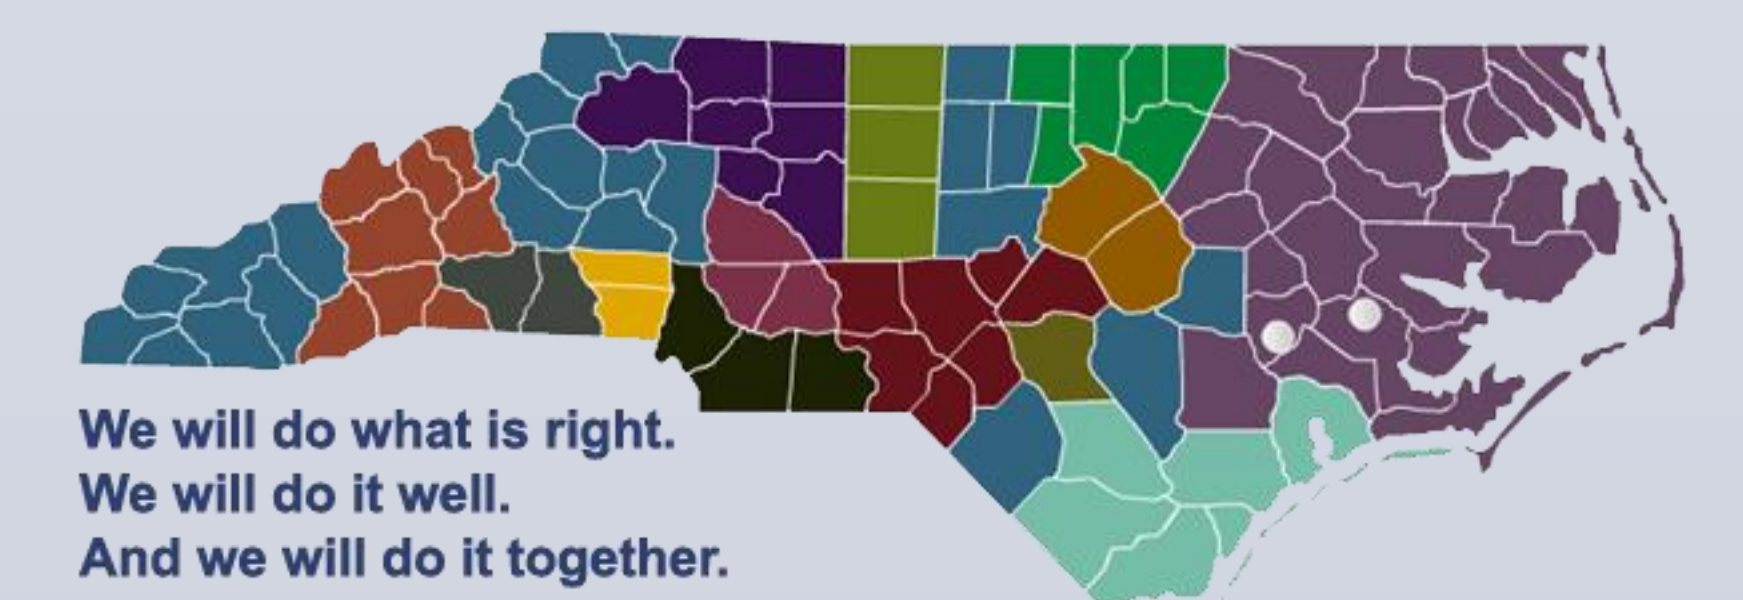 We will do what is right.
We will do it well.
And we will do it together.